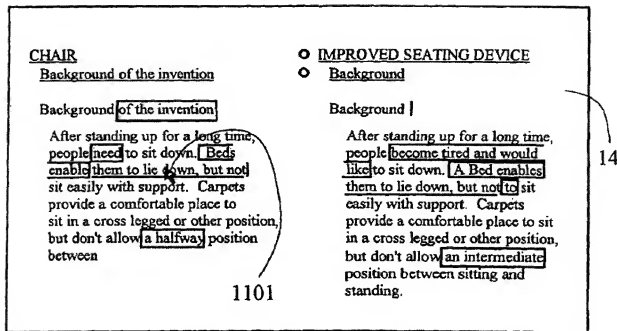 CHAIR
Background of the invention
Background of the invention
After standing up for a long time,
people need to sit down. Beds
enable them to lie down, but not
sit easily with support. Carpets
provide a comfortable place to
sit in a cross legged or other position,
but don't allow a halfway position
between
1101
IMPROVED SEATING DEVICE
Background
Background
After standing up for a long time,
people become tired and would
like to sit down. A Bed enables
them to lie down, but not to sit
easily with support. Carpets
provide a comfortable place to sit
in a cross legged or other position,
but don't allow an intermediate
position between sitting and
standing.
14